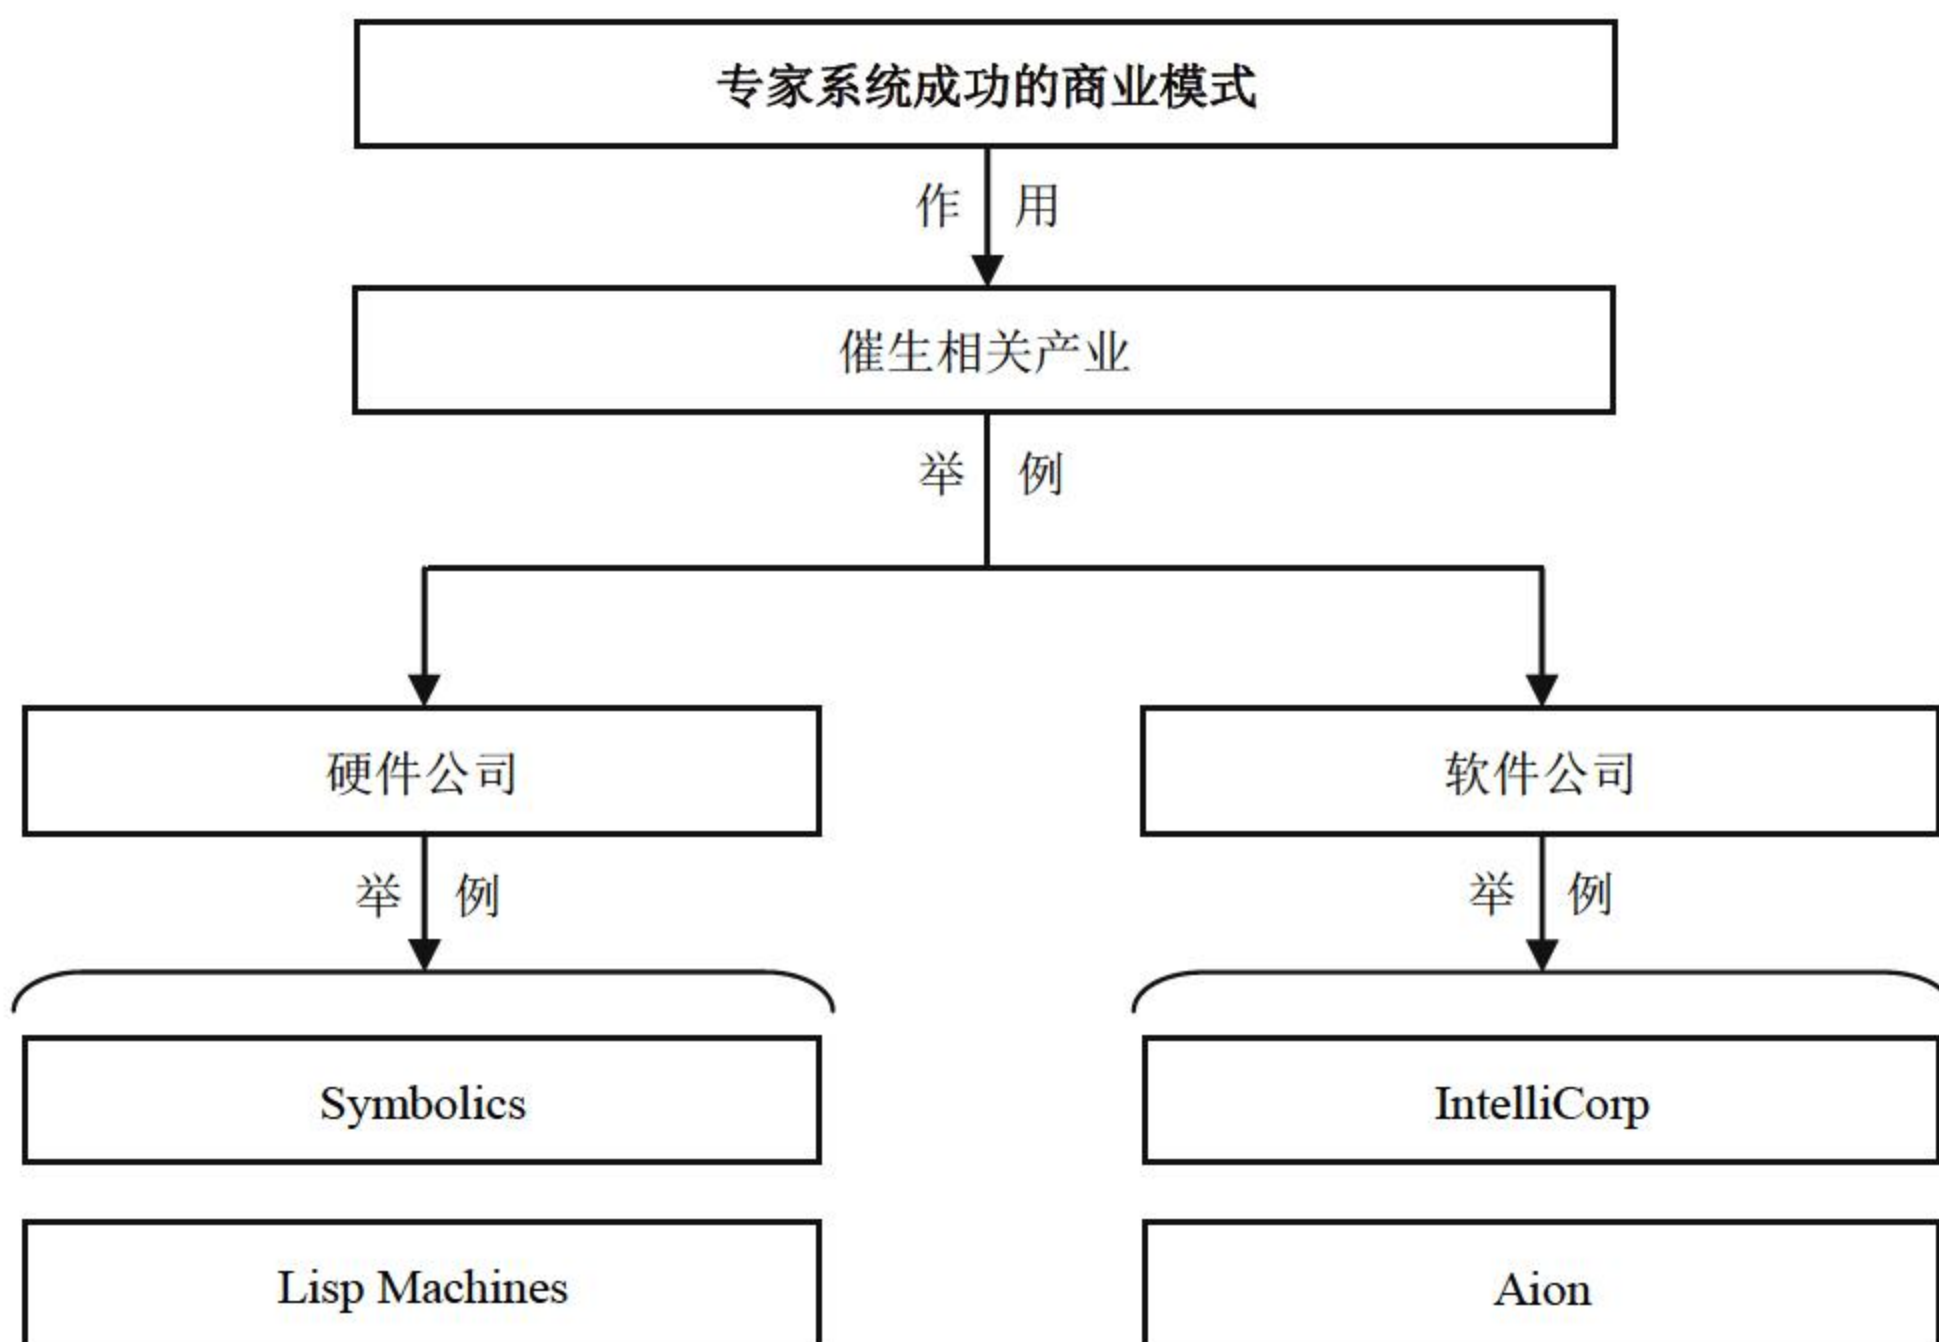 专家系统成功的商业模式
作 用
催生相关产业
举 例
硬件公司
软件公司
举 例
举 例
Symbolics
IntelliCorp
Lisp Machines
Aion